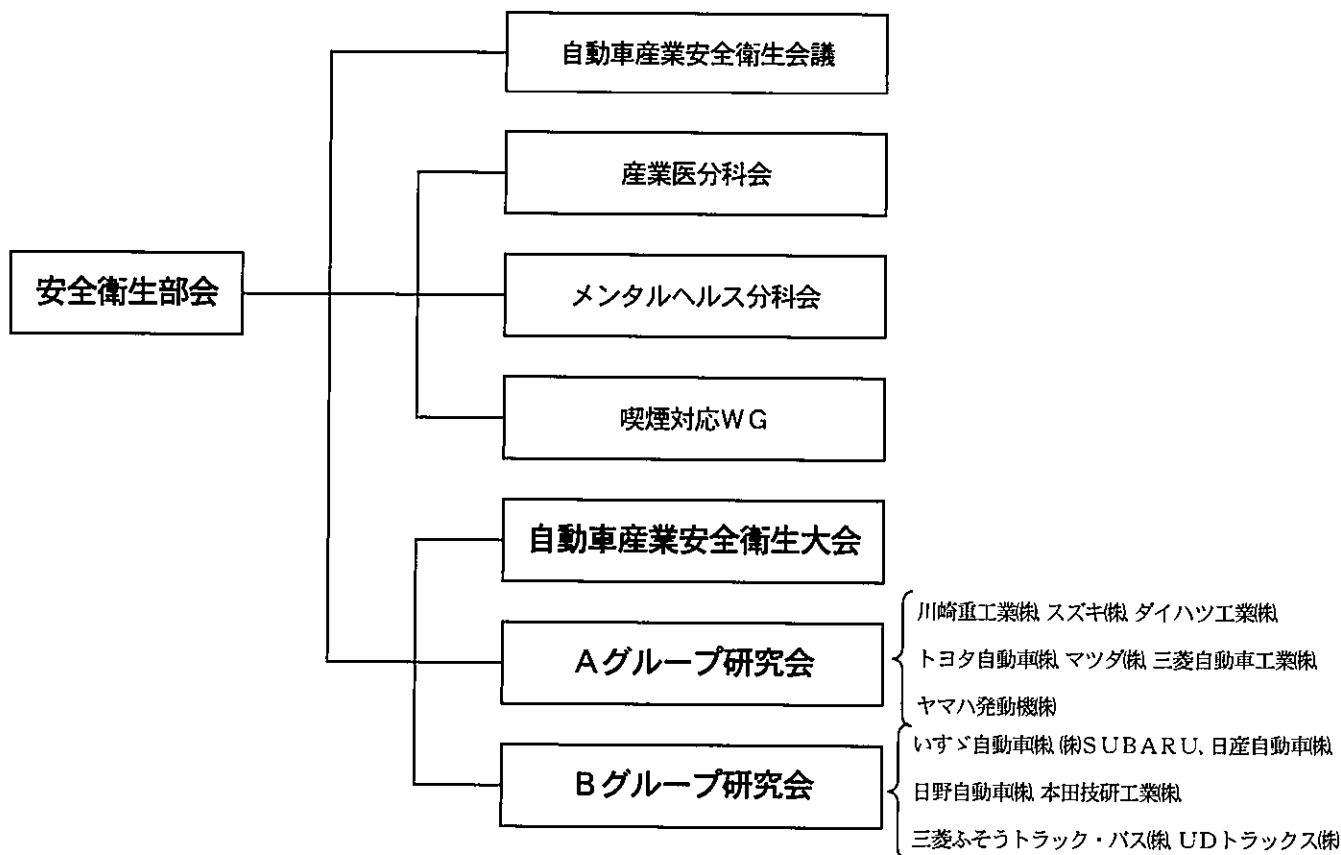 自動車産業安全衛生会議
産業医分科会
安全衛生部会
メンタルヘルス分科会
喫煙対応WG
自動車産業安全衛生大会
Aグループ研究会
川崎重工業㈱ スズキ㈱ ダイハツ工業㈱
トヨタ自動車㈱ マツダ㈱ 三菱自動車工業㈱
ヤマハ発動機㈱
Bグループ研究会
いすゞ自動車㈱ ㈱SUBARU、日産自動車㈱
日野自動車㈱ 本田技研工業㈱
三菱ふそうトラック・バス㈱ UDトラックス㈱